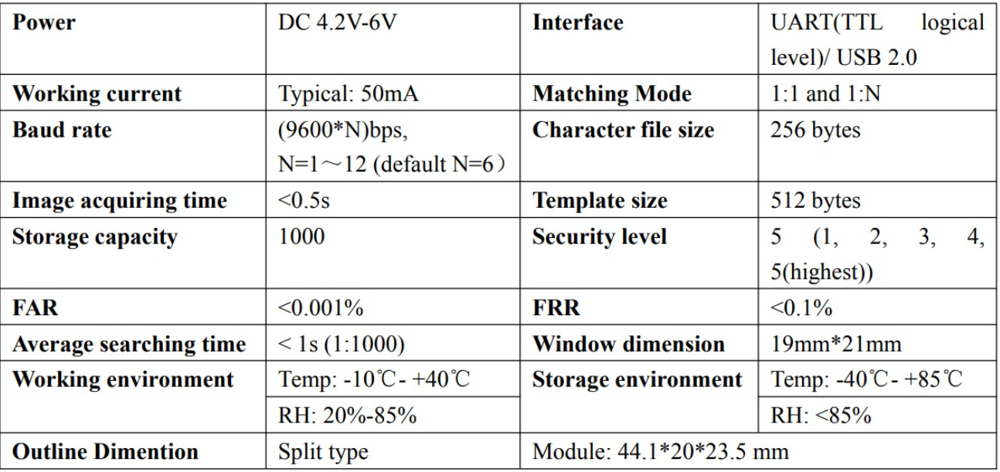 Power DC 4.2V-6V Interface UART(TTL logical
level)/ USB 2.0
Working current Typical: 50mA Matching Mode 1:1 and 1:N
Baud rate (9600*N)bps, Character file size 256 bytes
N=1～12 (default N=6）
Image acquiring time <0.5s Template size 512 bytes
Storage capacity 1000 Security level 5 (1, 2, 3, 4,
5(highest))
FAR <0.001% FRR <0.1%
Average searching time < 1s (1:1000) Window dimension 19mm*21mm
Working environment Temp: -10℃- +40℃ Storage environment Temp: -40℃- +85℃
RH: 20%-85% RH: <85%
Outline Dimention Split type Module: 44.1*20*23.5 mm